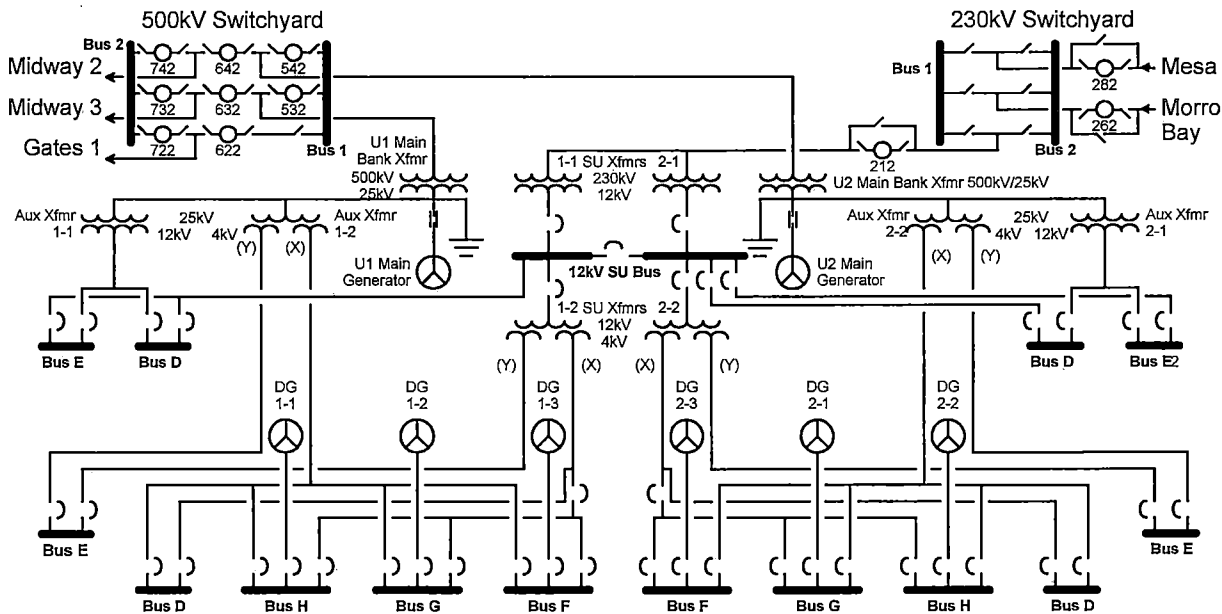 500kV Switchyard
230kV Switchyard
Bus 2
742
642
542
Midway 2
732
632
532
Midway 3
722
622
Gates 1
Bus 1
Bus 1
282
Mesa
262
Morro
Bay
Bus 2
212
U1 Main
Bank Xfmr
500kV
25kV
1-1 SU Xfmrs 2-1
230kV
12kV
U2 Main Bank Xfmr 500kV/25kV
Aux Xfmr
1-1
25kV
12kV
4kV
(Y)
(X)
Aux Xfmr
1-2
U1 Main
Generator
12kV SU Bus
U2 Main
Generator
Aux Xfmr
2-2
(X)
25kV
4kV
12kV
(Y)
Aux Xfmr
2-1
1-2 SU Xfmrs 2-2
12kV
4kV
(Y)
(X)
(X)
(Y)
Bus E
Bus D
Bus D
Bus E2
DG
1-1
DG
1-2
DG
1-3
DG
2-3
DG
2-1
DG
2-2
Bus E
Bus E
Bus D
Bus H
Bus G
Bus F
Bus F
Bus G
Bus H
Bus D